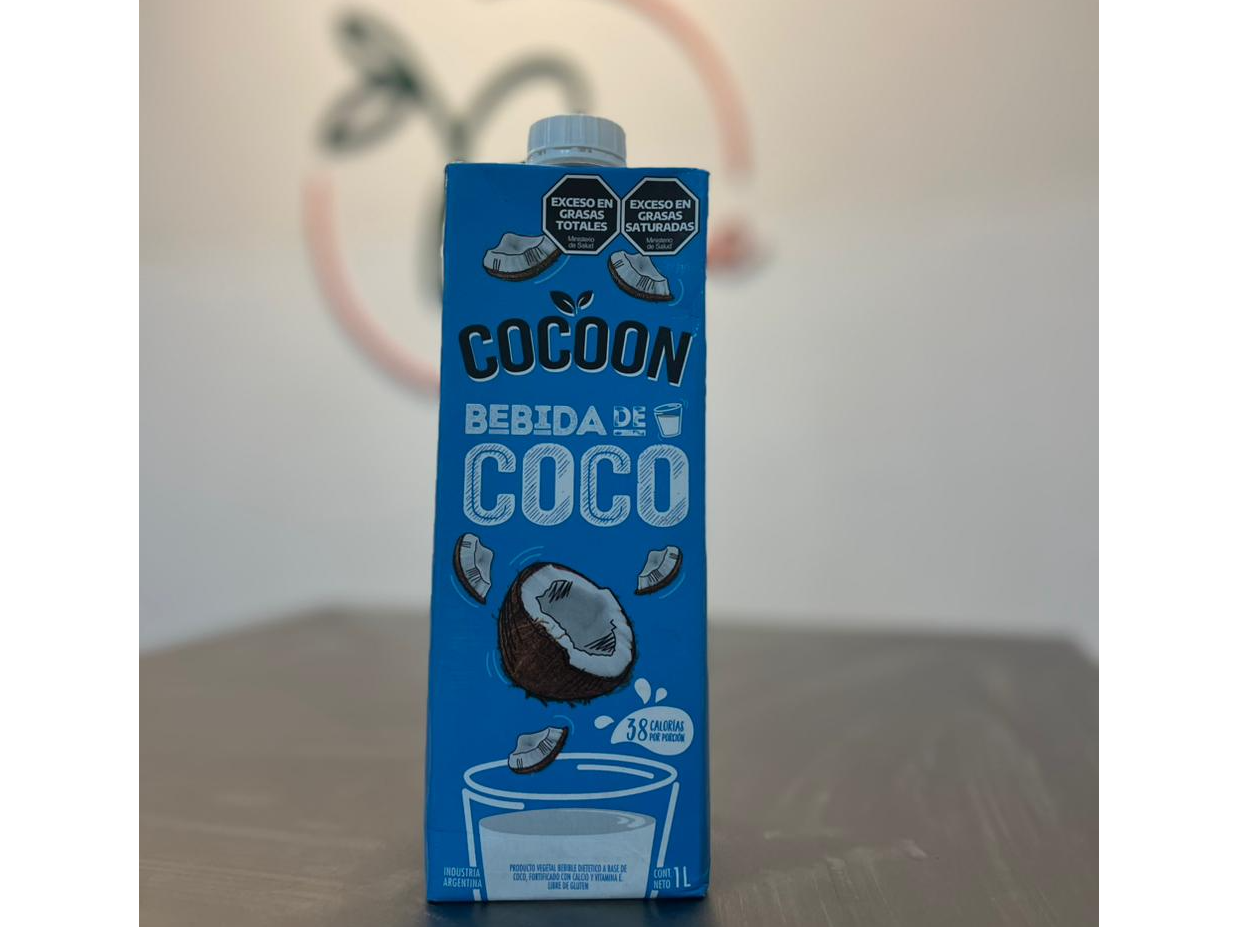 EXCESO EN
GRASAS
TOTALES
Ministerio
de Salud
EXCESO EN
GRASAS
SATURADAS
Ministerio
de Salud
COCOON
BEBIDA DE
COCO
38 CALORÍAS
POR PORCIÓN
INDUSTRIA
ARGENTINA
PRODUCTO VEGETAL BEBIBLE DIETETICO A BASE DE
COCO, FORTIFICADO CON CALCIO Y VITAMINA E.
LIBRE DE GLUTEN
CONT.
NETO 1L